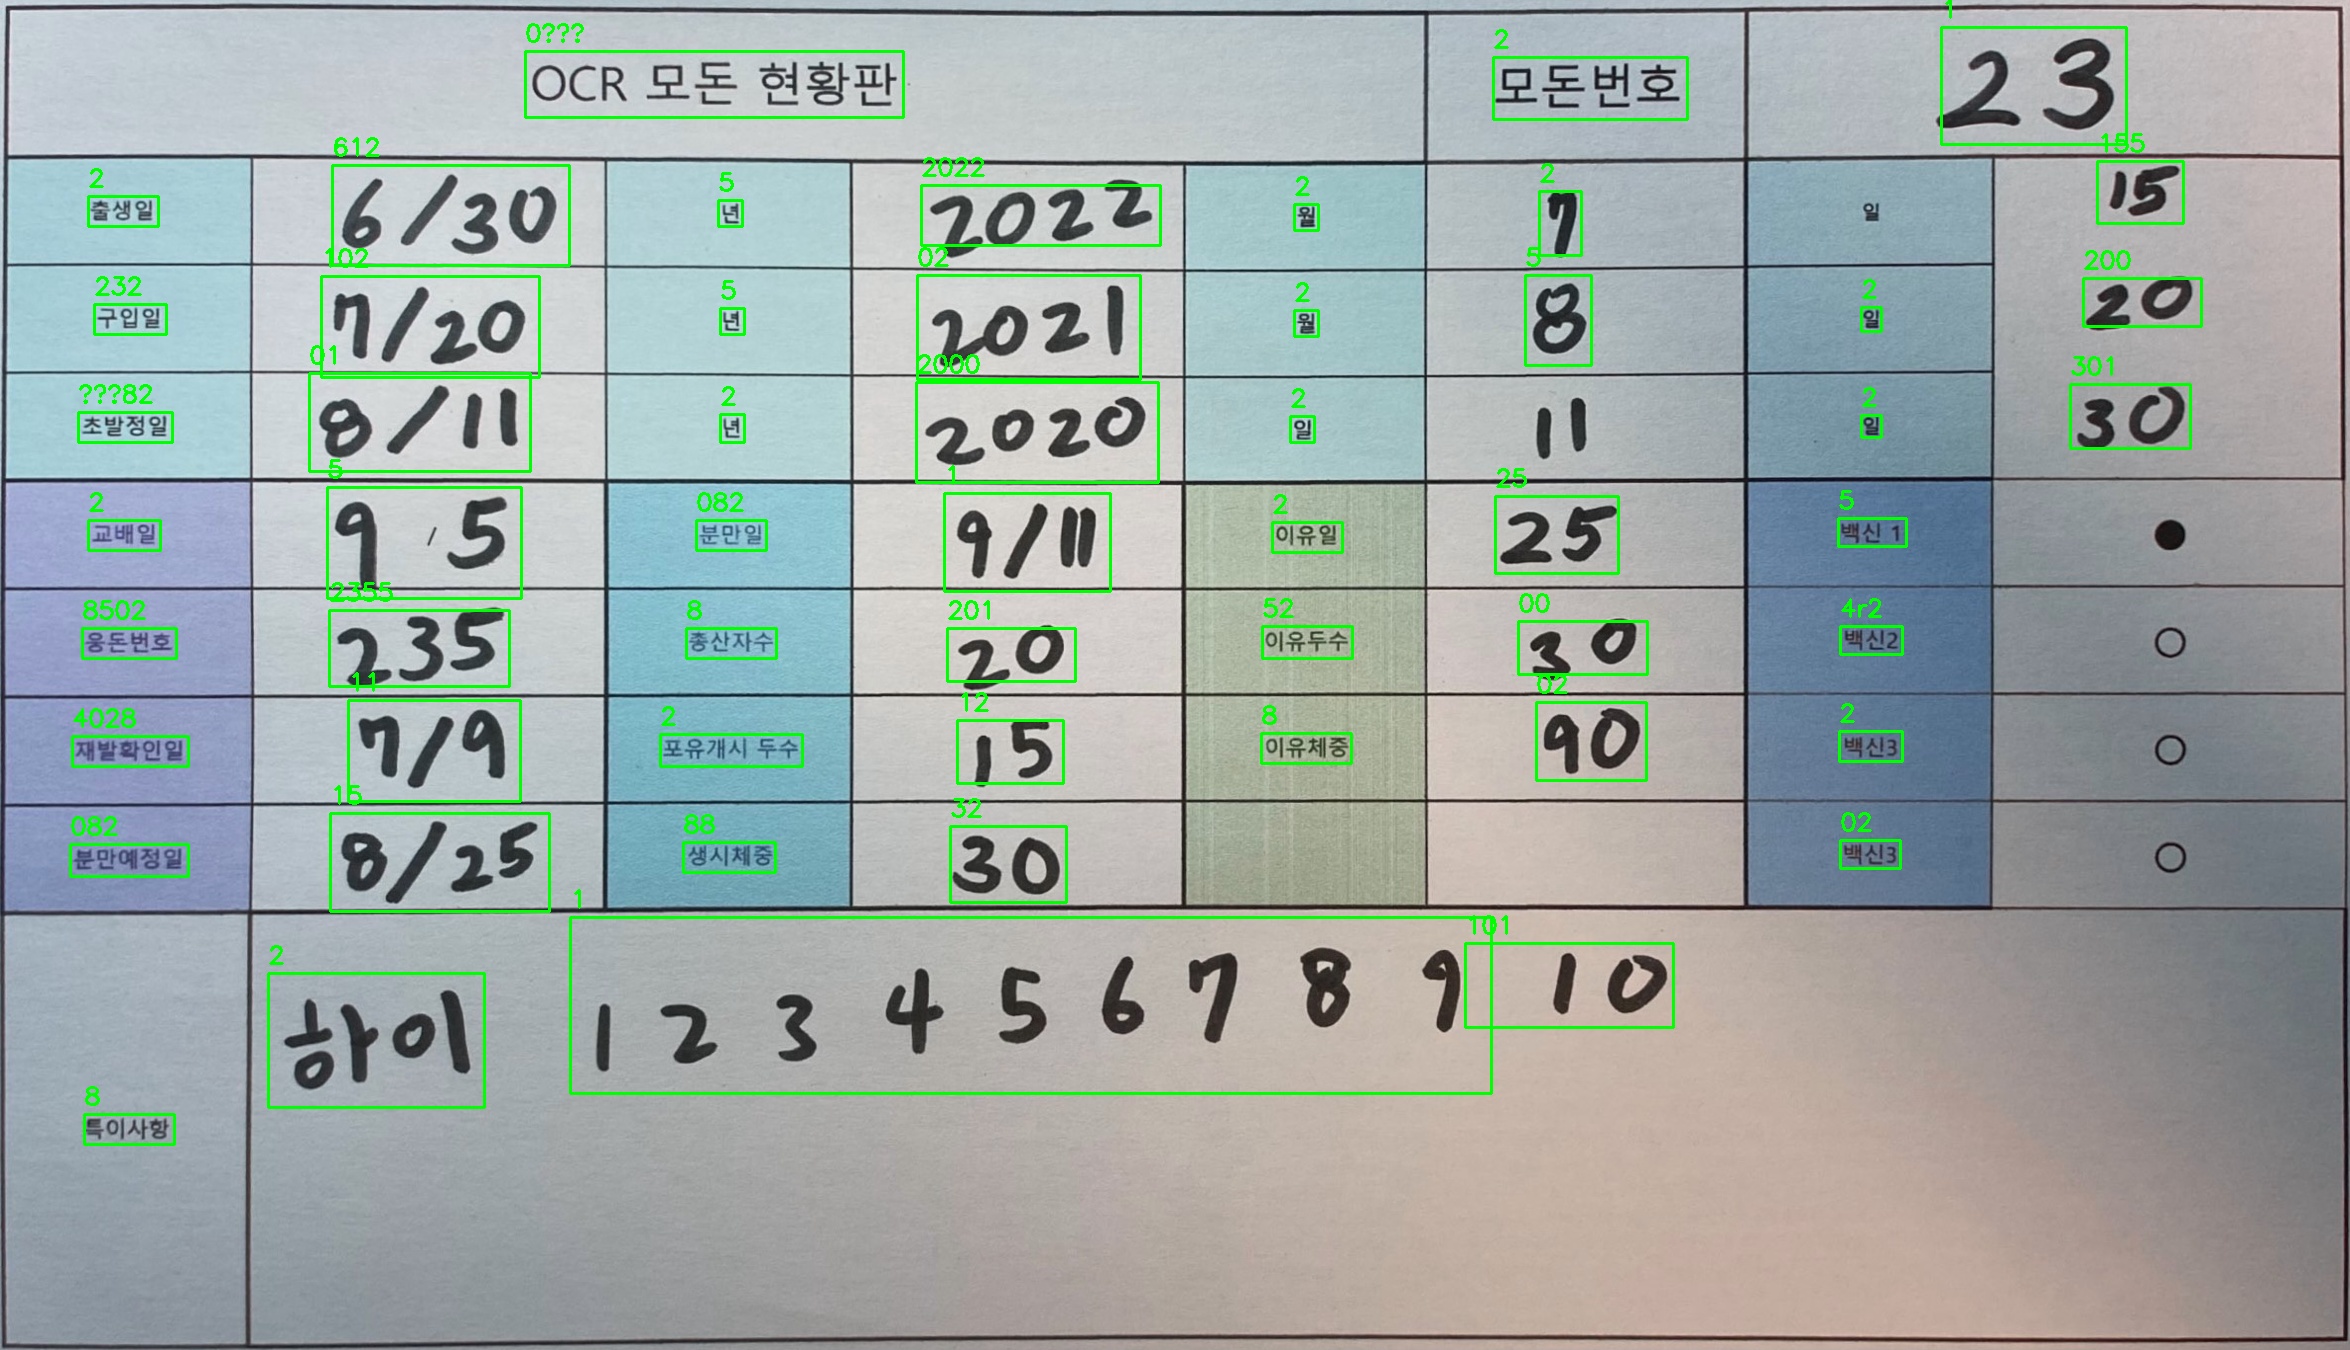 0??? 2 1
OCR 모돈 현황판 모돈번호 23
2 612 5 2022 2 2 155
출생일 6/30 년 2022 월 7 일 15
232 102 5 02 2 5 2 200
구입일 7/20 년 2021 월 8 일 20
???82 01 2 2000 2 2 301
초발정일 8/11 년 2020 일 11 일 30
2 5 082 1 2 25 5
교배일 9 / 5 분만일 9/11 이유일 25 백신 1
8502 2355 8 201 52 00 4r2
웅돈번호 235 총산자수 20 이유두수 30 백신2
4028 11 2 12 8 02 2
재발확인일 7/9 포유개시 두수 15 이유체중 90 백신3
082 15 88 32 02
분만예정일 8/25 생시체중 30 백신3
2 1 101
하이 1 2 3 4 5 6 7 8 9 10
8
특이사항